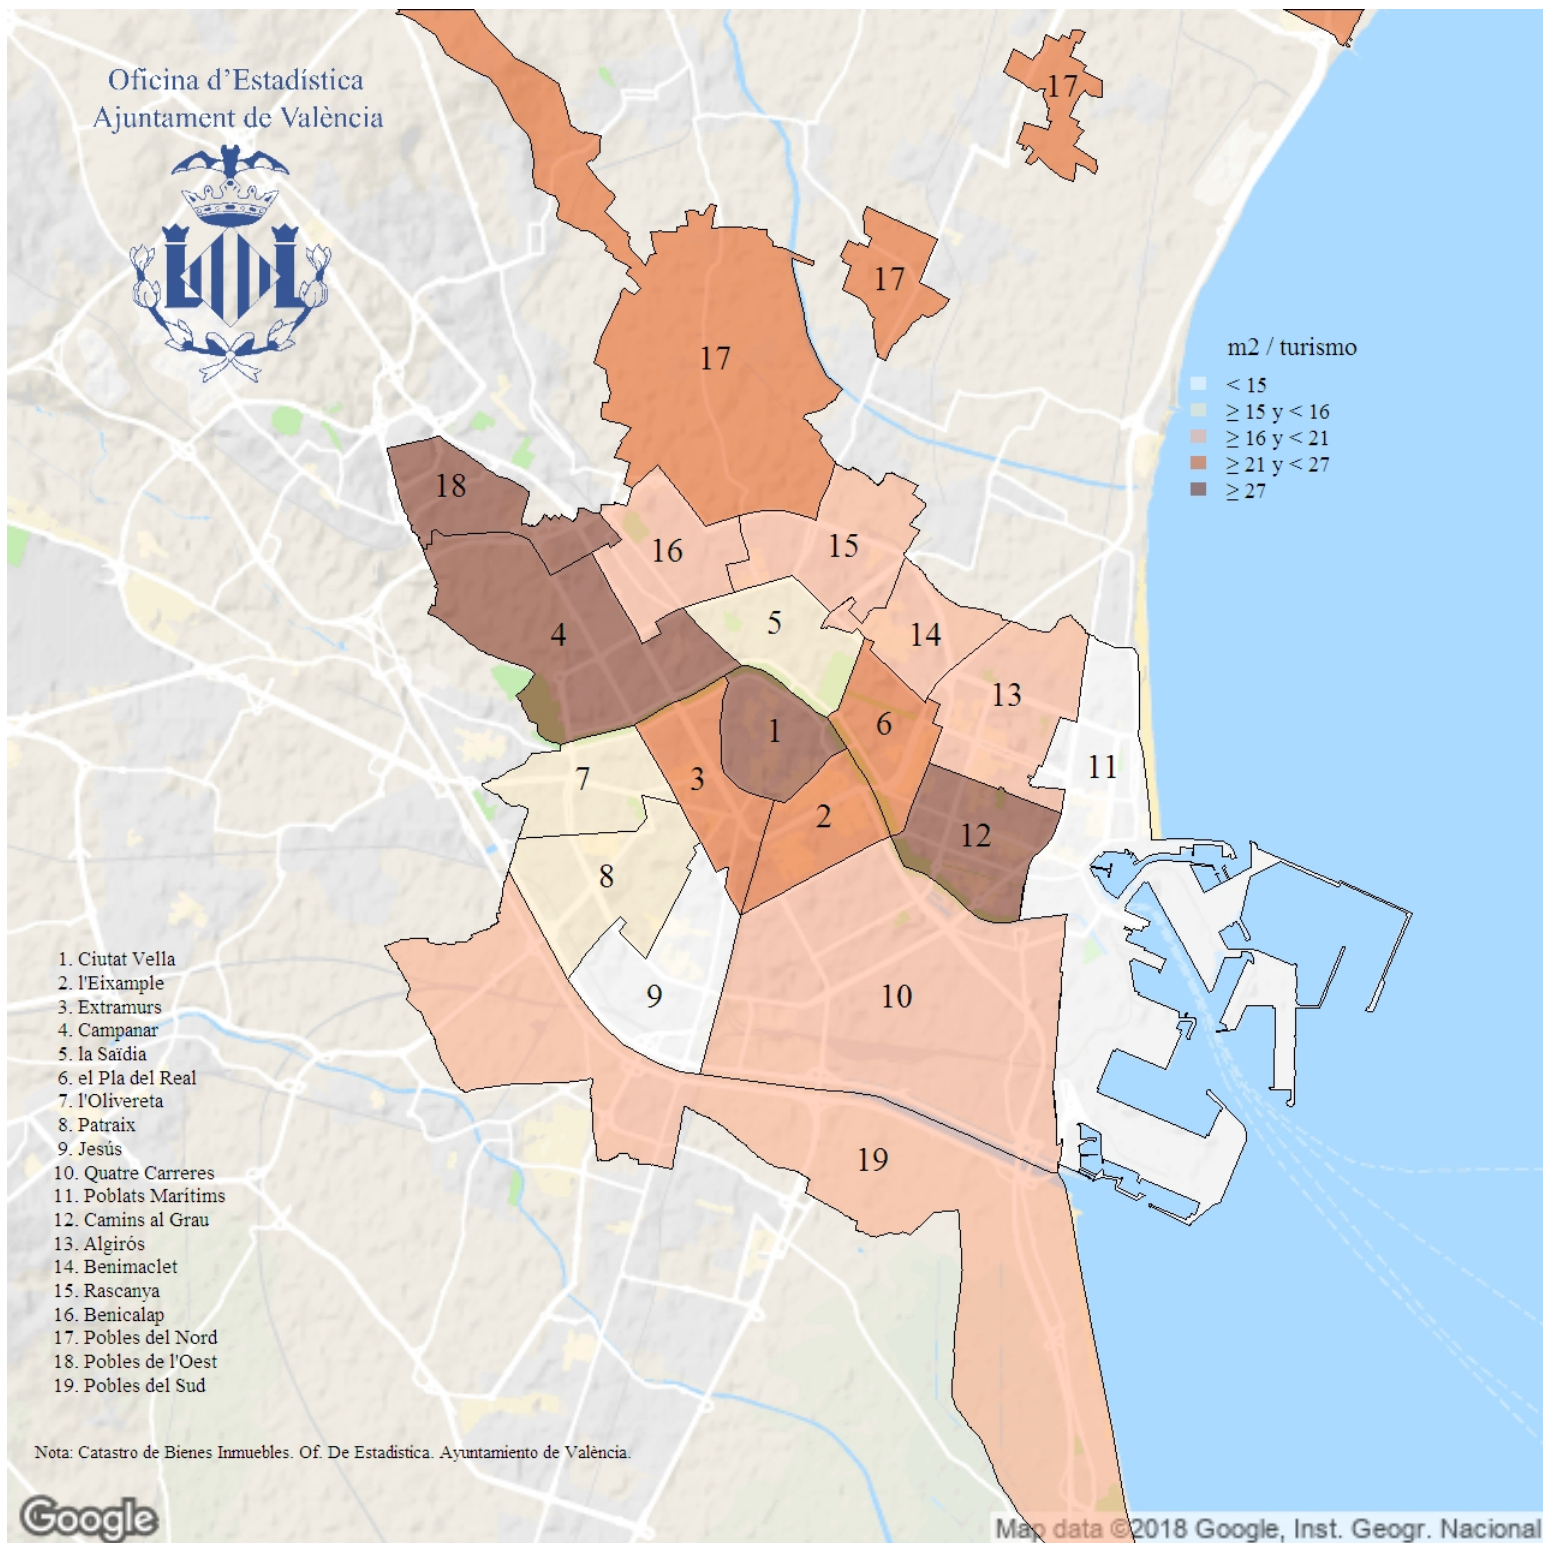 Oficina d'Estadística
Ajuntament de València
17
17
17
m2 / turismo
< 15
≥ 15 y < 16
≥ 16 y < 21
≥ 21 y < 27
≥ 27
18
16
15
4
5
14
13
1
6
11
7
3
2
12
8
9
10
19
1. Ciutat Vella
2. l'Eixample
3. Extramurs
4. Campanar
5. la Saïdia
6. el Pla del Real
7. l'Olivereta
8. Patraix
9. Jesús
10. Quatre Carreres
11. Poblats Marítims
12. Camins al Grau
13. Algirós
14. Benimaclet
15. Rascanya
16. Benicalap
17. Pobles del Nord
18. Pobles de l'Oest
19. Pobles del Sud
Nota: Catastro de Bienes Inmuebles. Of. De Estadística. Ayuntamiento de València.
Google
Map data ©2018 Google, Inst. Geogr. Nacional